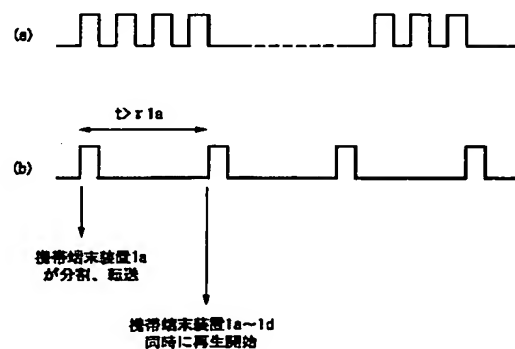 (a)
t>r1a
(b)
携帯端末装置1a
が分割、転送
携帯端末装置1a~1d
同時に再生開始